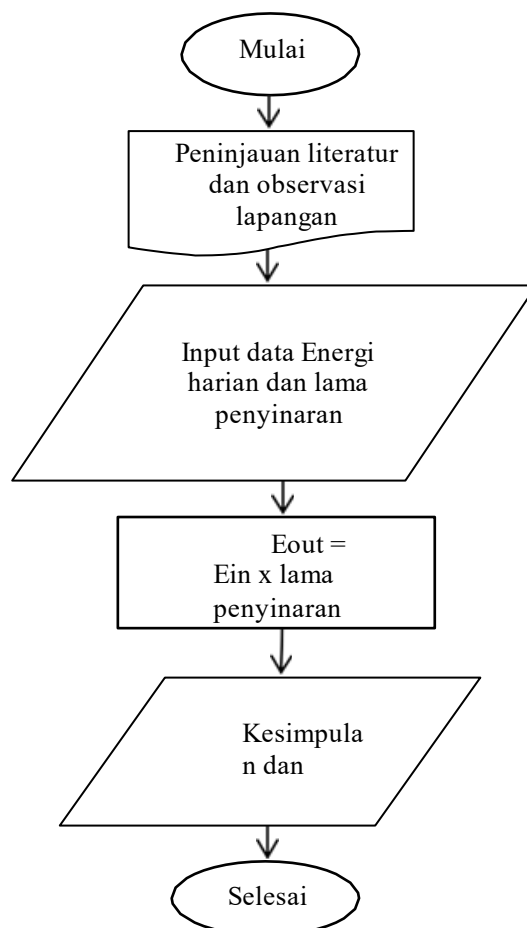 Mulai
Peninjauan literatur
dan observasi
lapangan
Input data Energi
harian dan lama
penyinaran
Eout =
Ein x lama
penyinaran
Kesimpula
n dan
Selesai